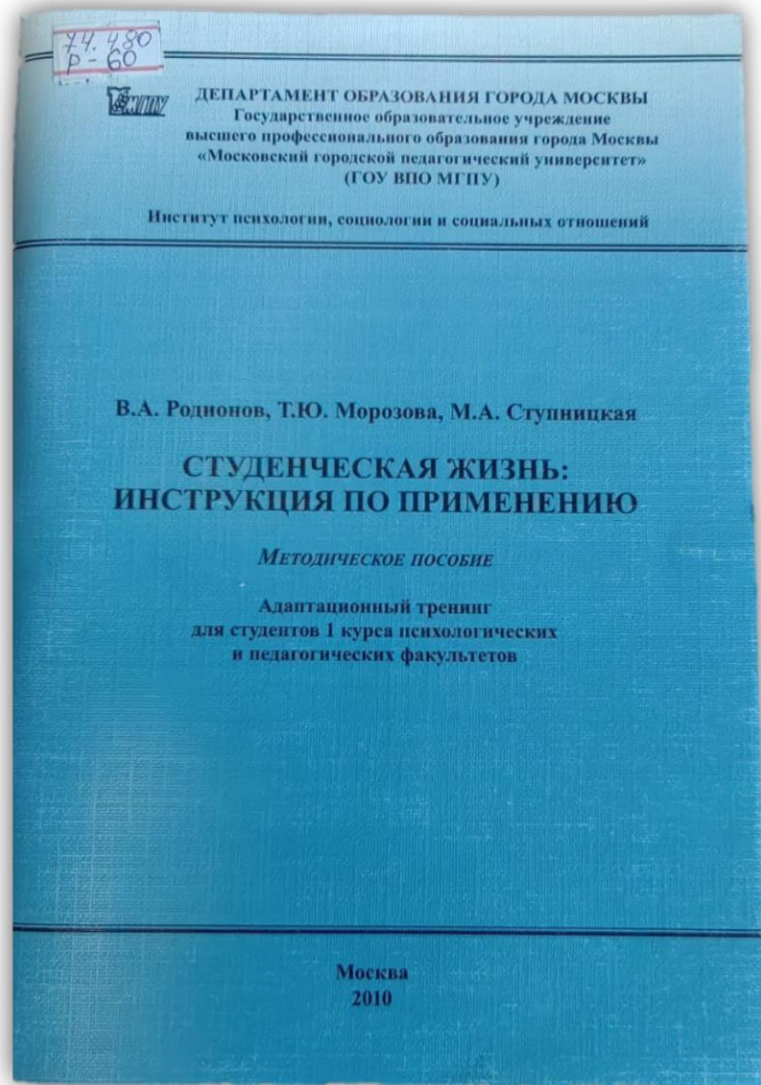 74.480
Р-60
МГПУ
ДЕПАРТАМЕНТ ОБРАЗОВАНИЯ ГОРОДА МОСКВЫ
Государственное образовательное учреждение
высшего профессионального образования города Москвы
«Московский городской педагогический университет»
(ГОУ ВПО МГПУ)
Институт психологии, социологии и социальных отношений
В.А. Родионов, Т.Ю. Морозова, М.А. Ступницкая
СТУДЕНЧЕСКАЯ ЖИЗНЬ:
ИНСТРУКЦИЯ ПО ПРИМЕНЕНИЮ
МЕТОДИЧЕСКОЕ ПОСОБИЕ
Адаптационный тренинг
для студентов 1 курса психологических
и педагогических факультетов
Москва
2010